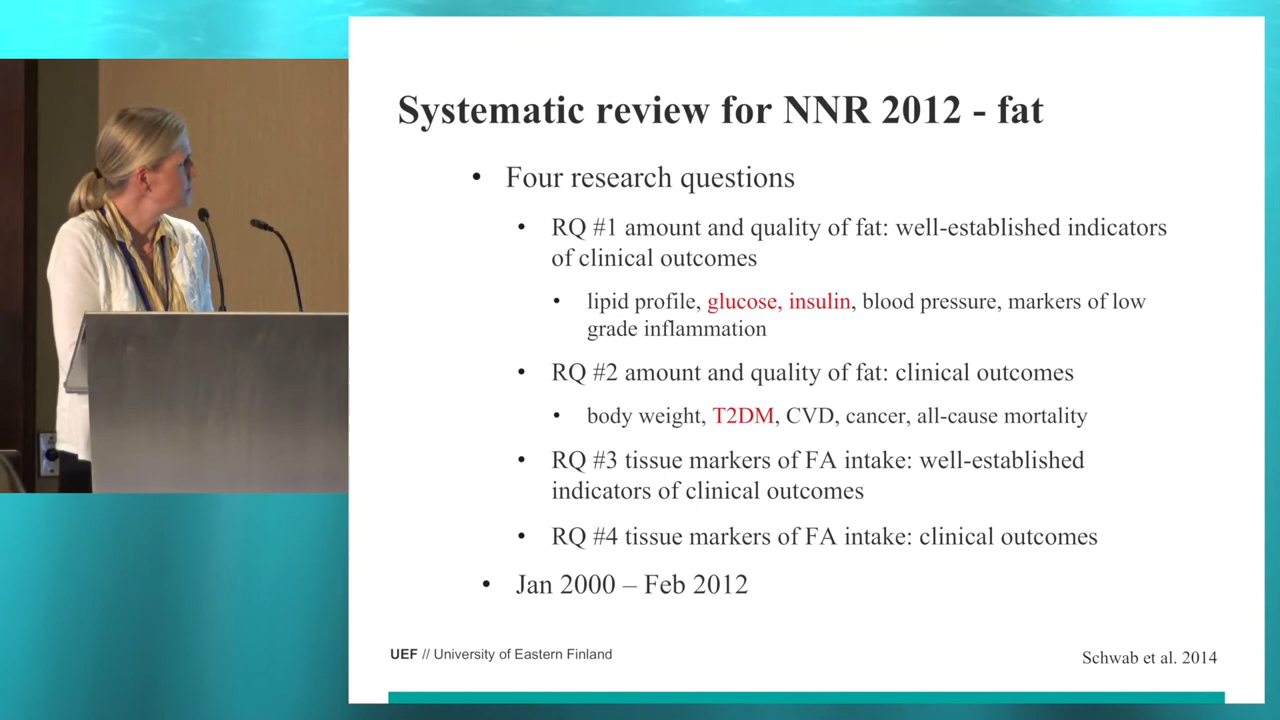 Systematic review for NNR 2012 - fat
• Four research questions
• RQ #1 amount and quality of fat: well-established indicators
of clinical outcomes
• lipid profile, glucose, insulin, blood pressure, markers of low
grade inflammation
• RQ #2 amount and quality of fat: clinical outcomes
• body weight, T2DM, CVD, cancer, all-cause mortality
• RQ #3 tissue markers of FA intake: well-established
indicators of clinical outcomes
• RQ #4 tissue markers of FA intake: clinical outcomes
• Jan 2000 – Feb 2012
UEF // University of Eastern Finland
Schwab et al. 2014